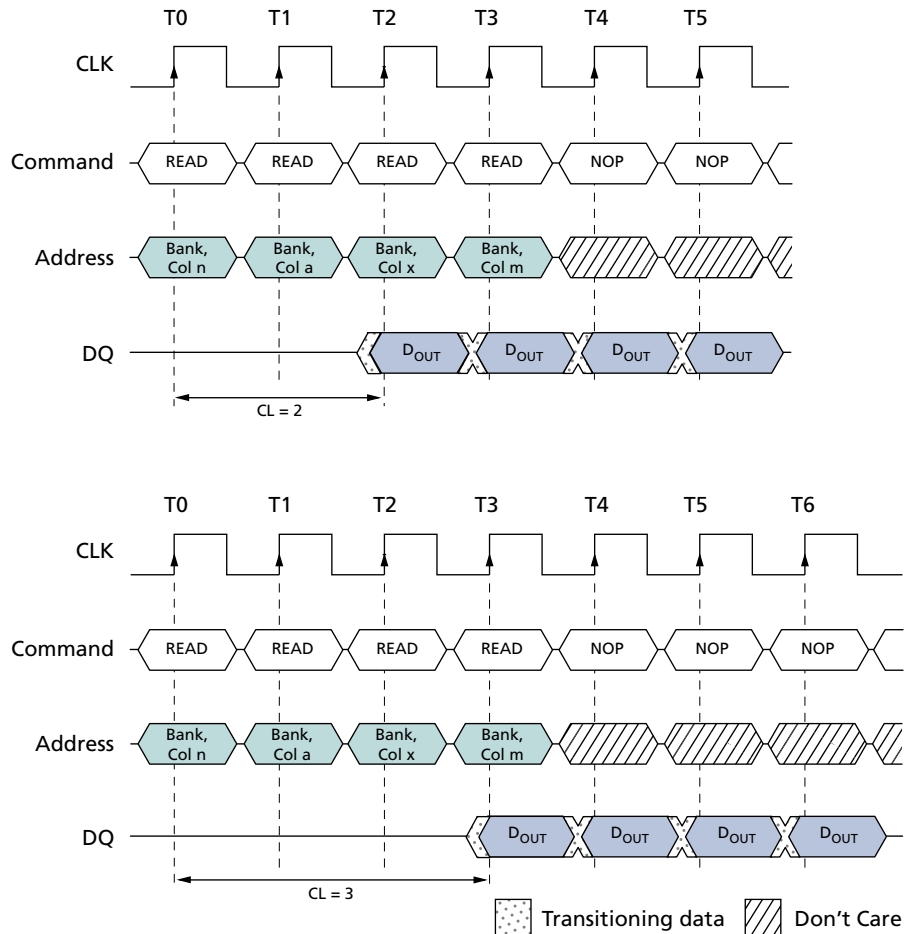 T0 T1 T2 T3 T4 T5
CLK
Command READ READ READ READ NOP NOP
Address Bank, Col n Bank, Col a Bank, Col x Bank, Col m
DQ DOUT DOUT DOUT DOUT
CL = 2
T0 T1 T2 T3 T4 T5 T6
CLK
Command READ READ READ READ NOP NOP NOP
Address Bank, Col n Bank, Col a Bank, Col x Bank, Col m
DQ DOUT DOUT DOUT DOUT
CL = 3
Transitioning data Don't Care